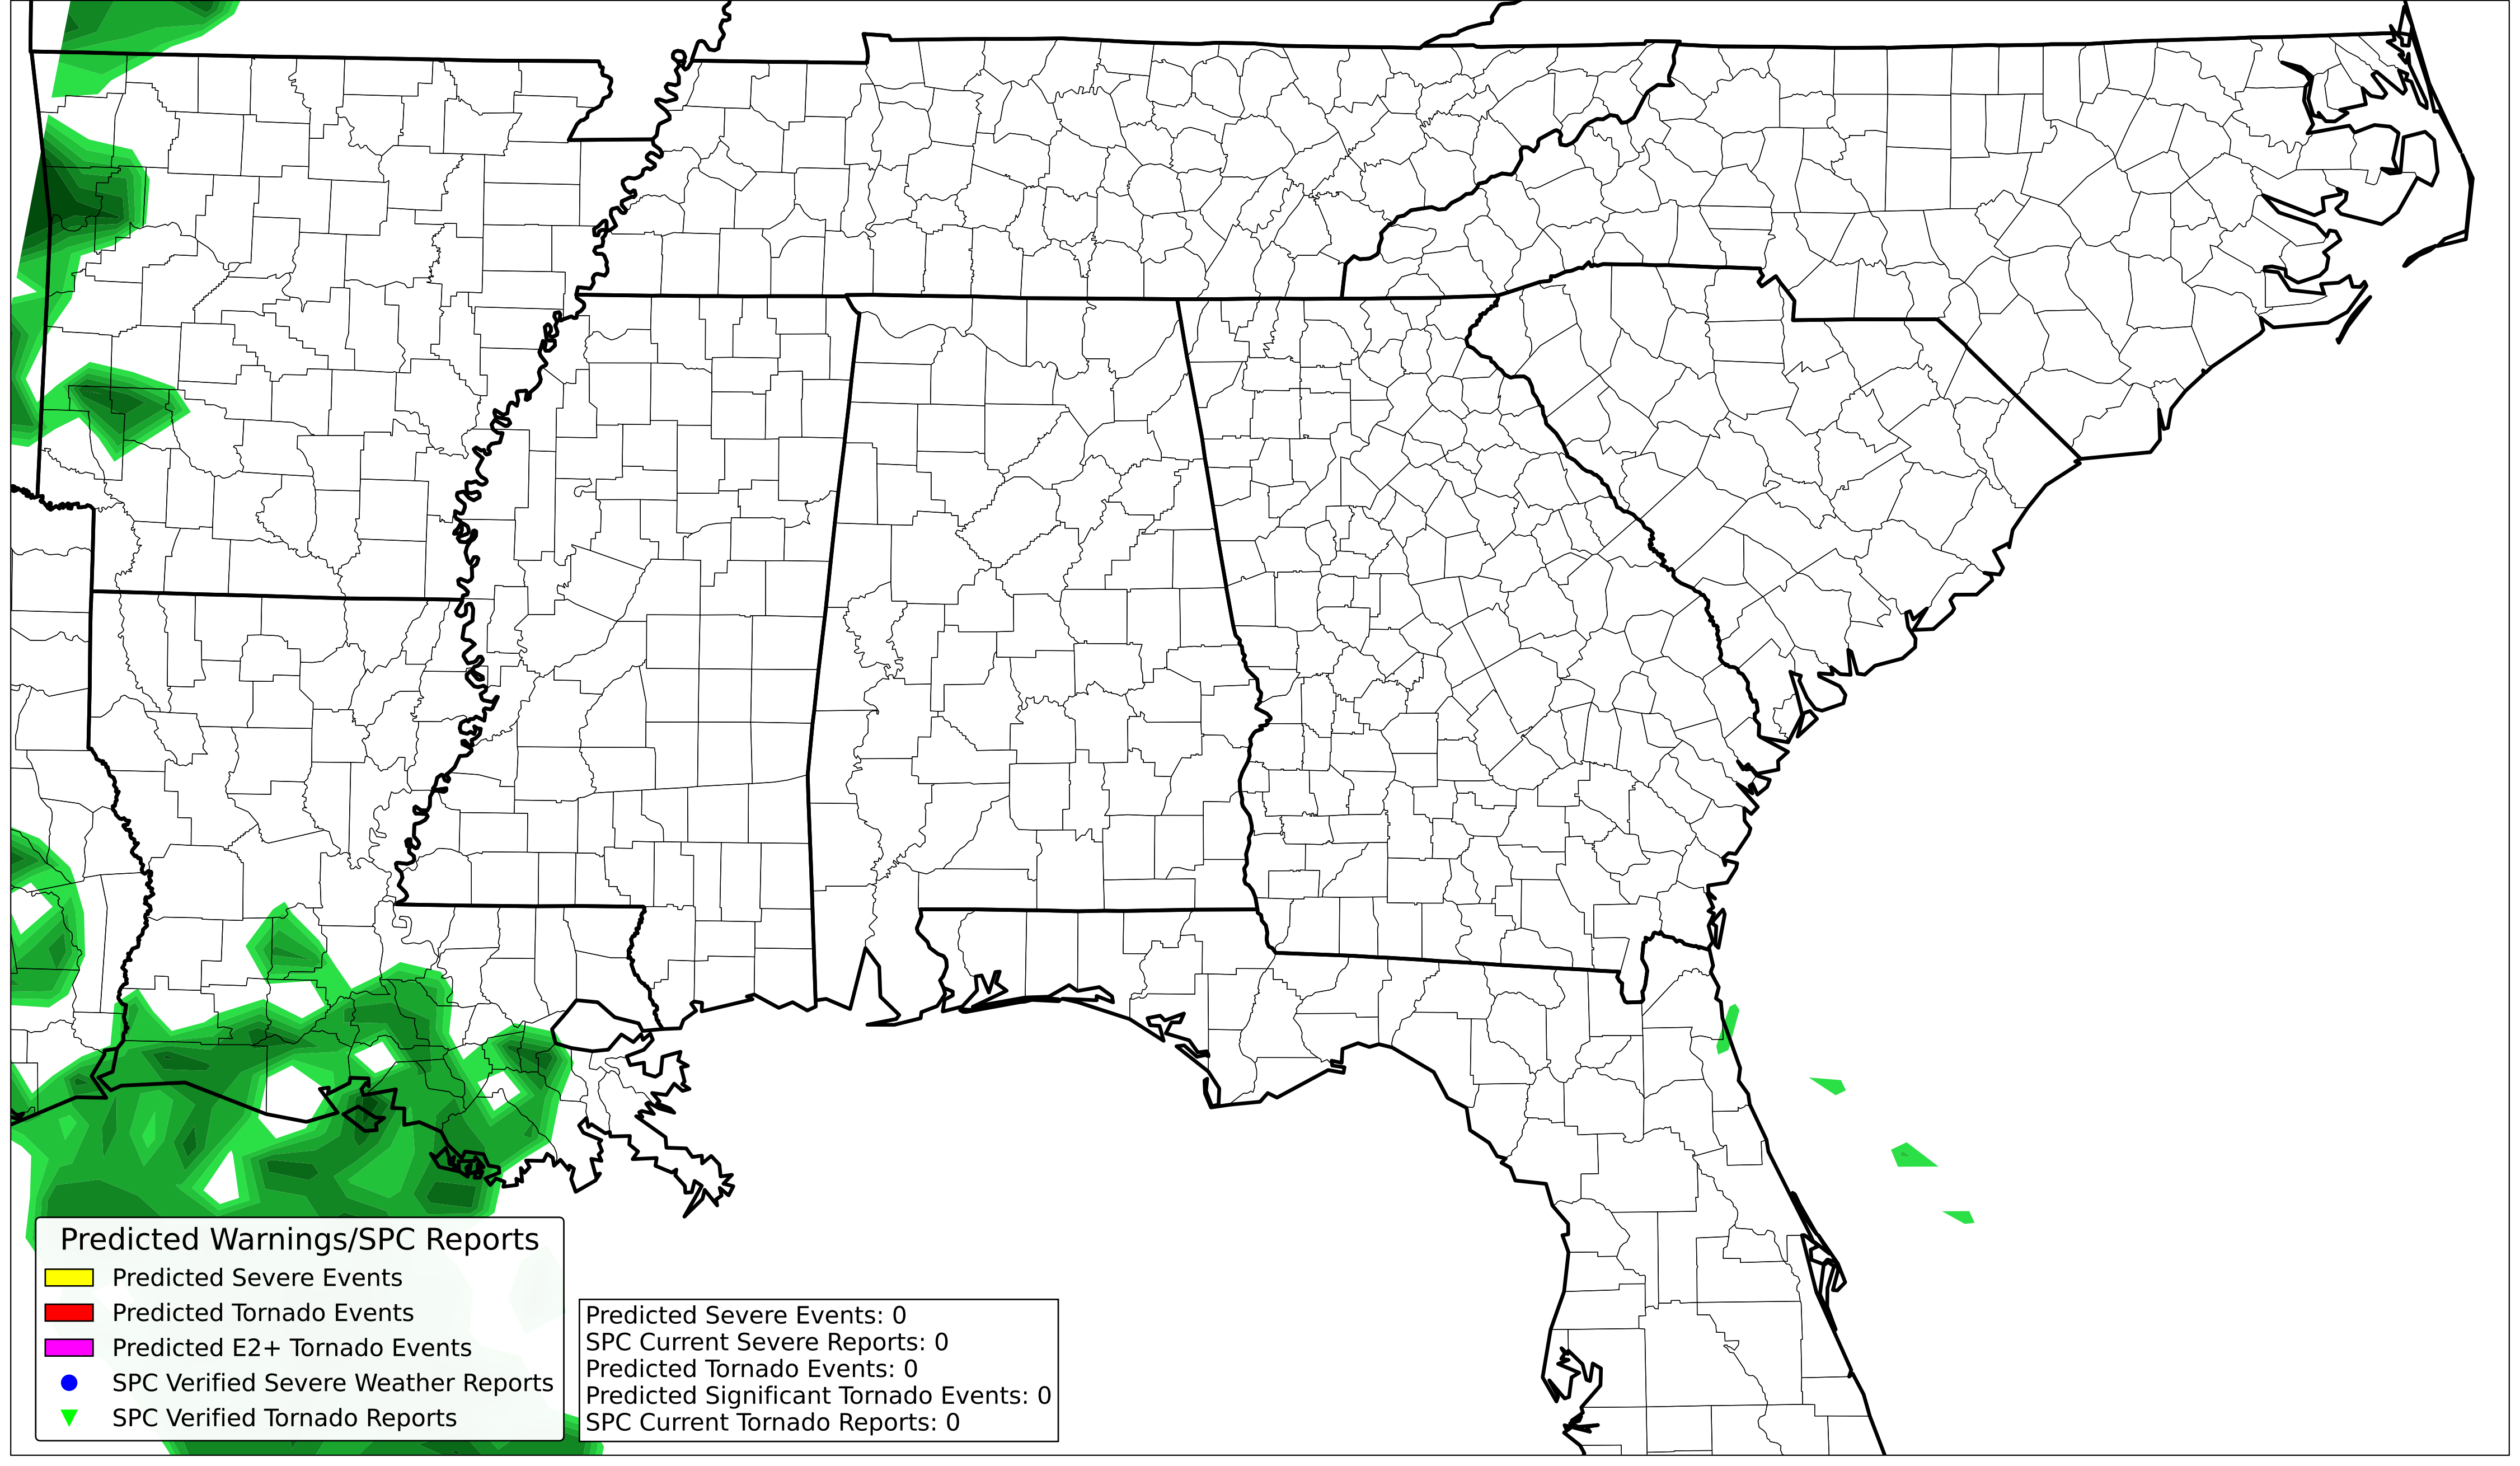 Predicted Warnings/SPC Reports
Predicted Severe Events
Predicted Tornado Events
Predicted E2+ Tornado Events
SPC Verified Severe Weather Reports
SPC Verified Tornado Reports
Predicted Severe Events: 0
SPC Current Severe Reports: 0
Predicted Tornado Events: 0
Predicted Significant Tornado Events: 0
SPC Current Tornado Reports: 0